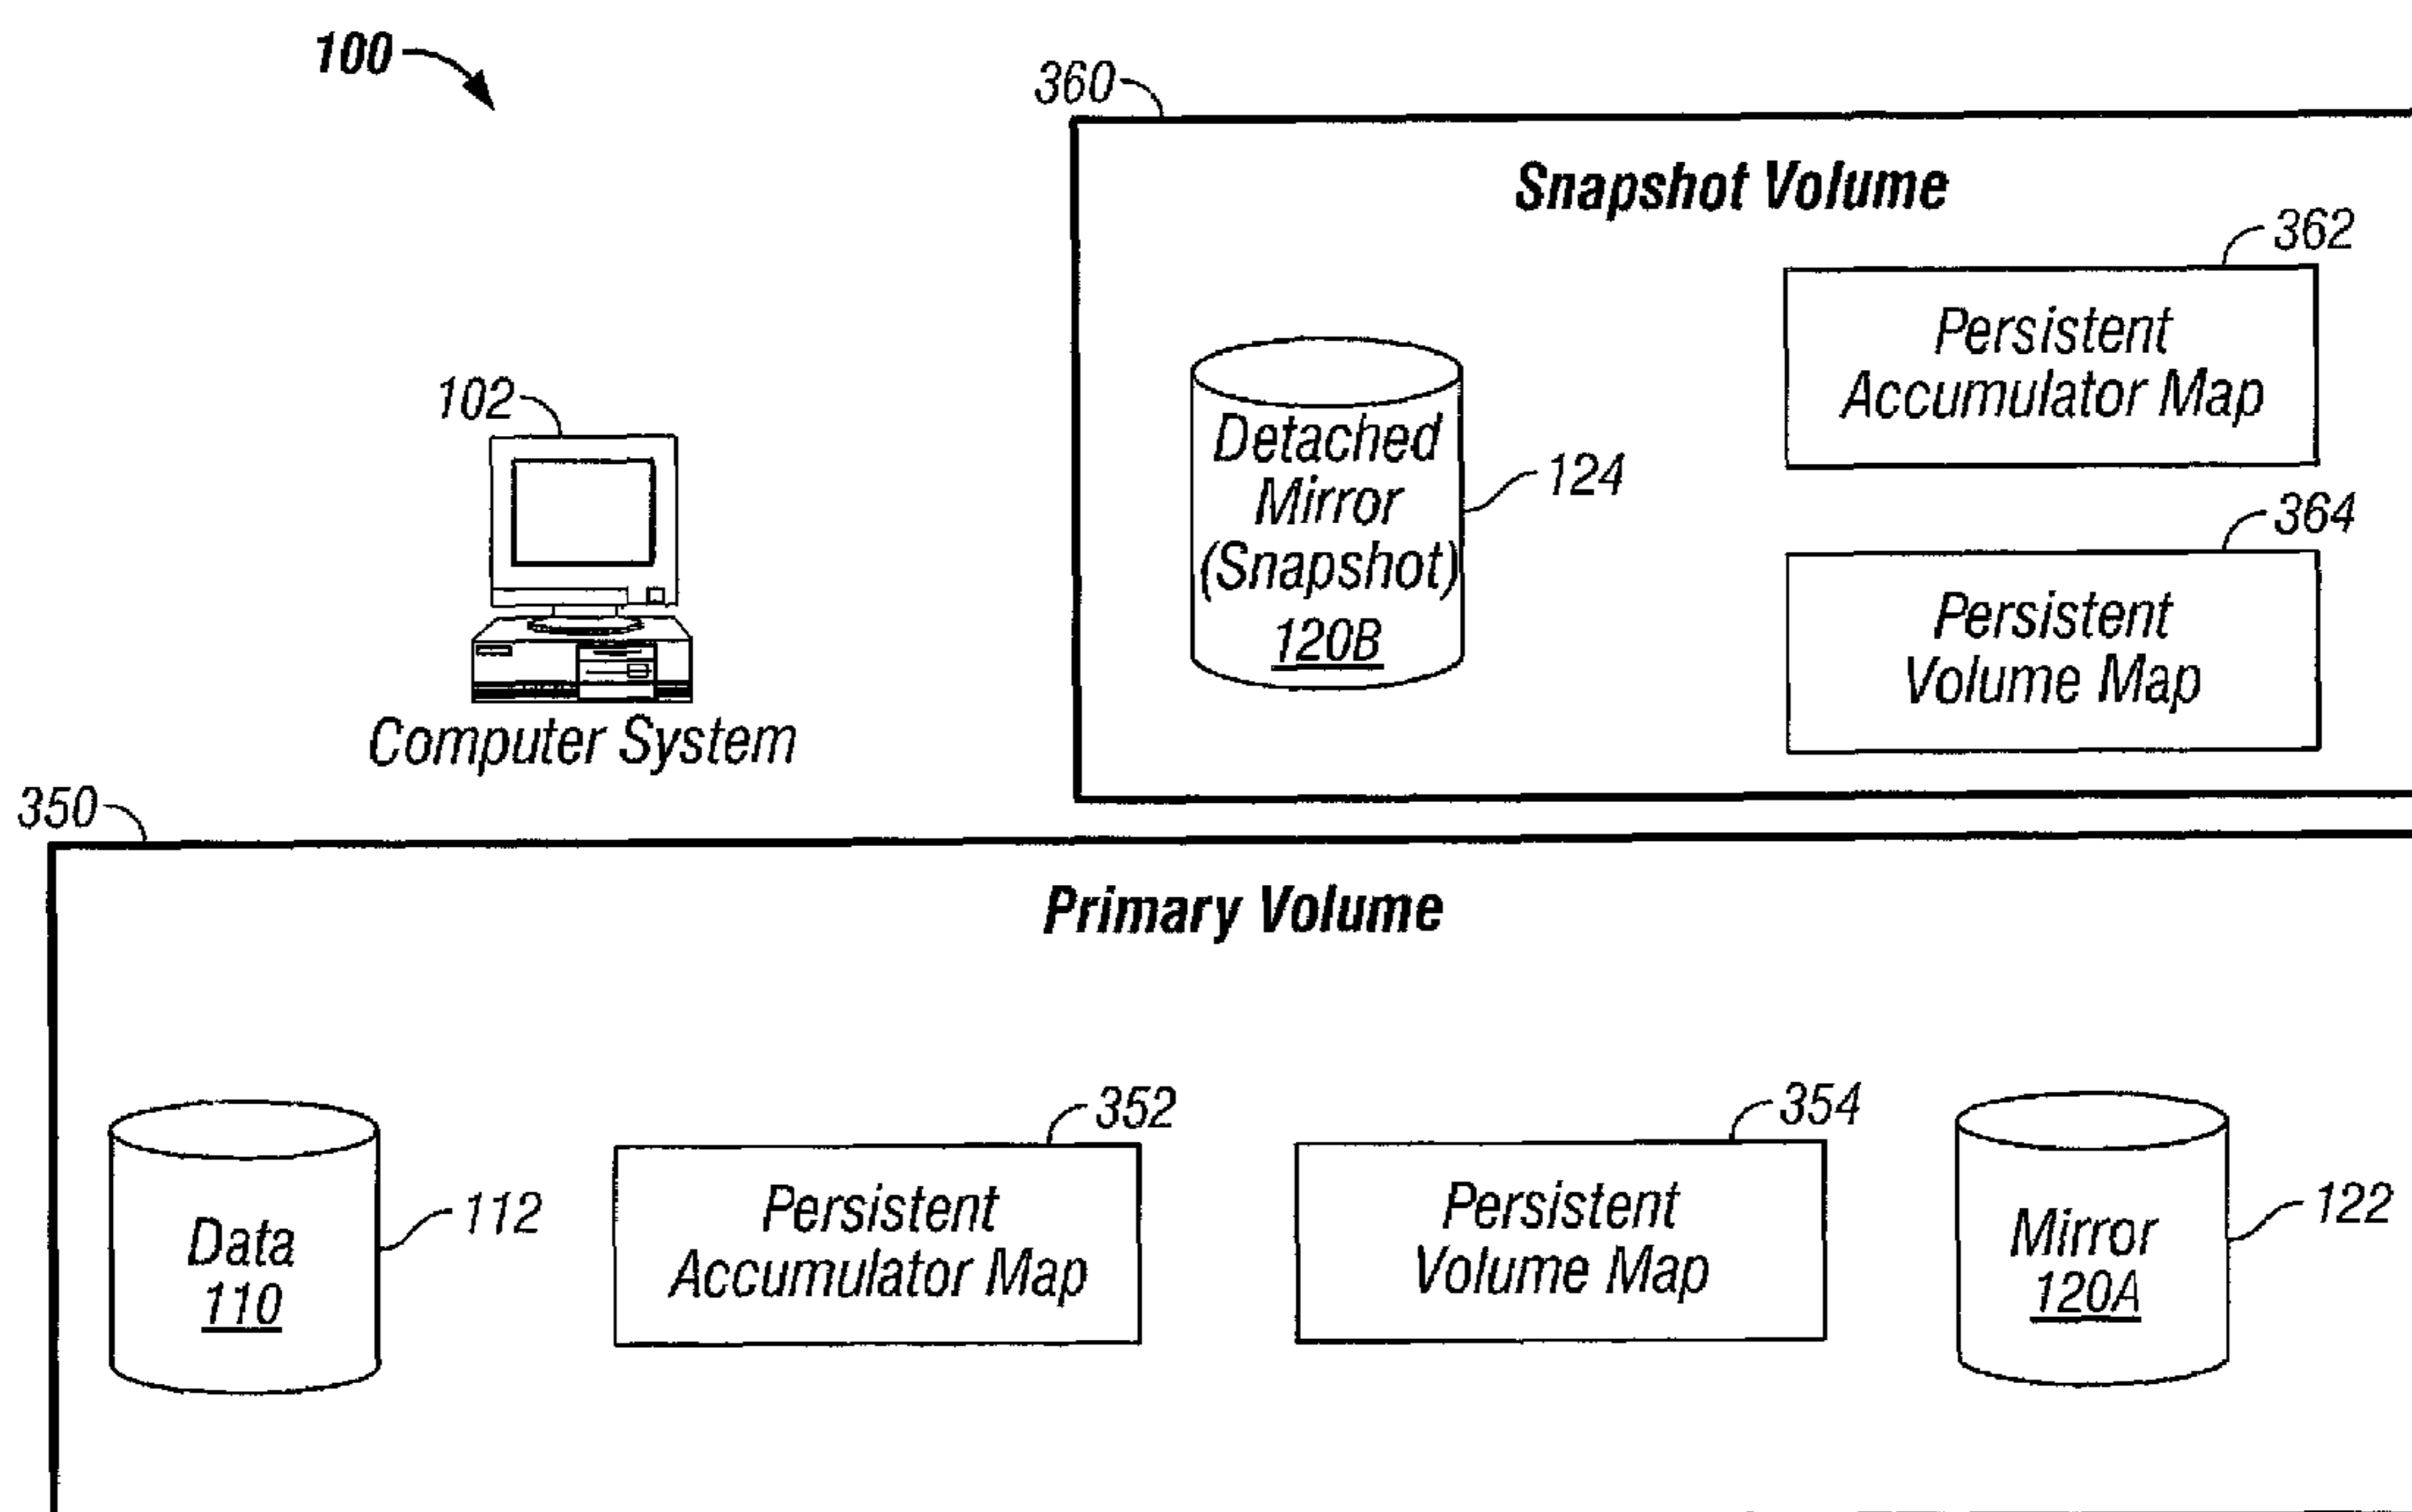 100
360
Snapshot Volume
362
Persistent
Accumulator Map
102
Detached
Mirror
(Snapshot)
120B
124
364
Persistent
Volume Map
Computer System
350
Primary Volume
352
354
Data
110
112
Persistent
Accumulator Map
Persistent
Volume Map
Mirror
120A
122